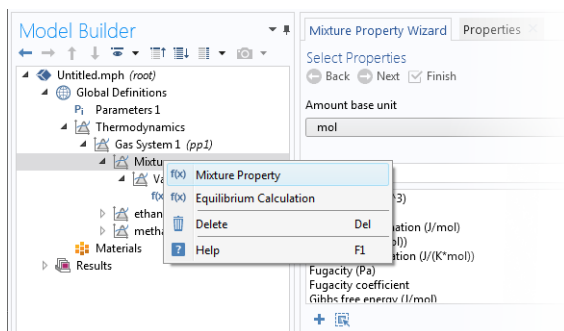 Model Builder
Untitled.mph (root)
Global Definitions
Pi Parameters 1
Thermodynamics
Gas System 1 (pp1)
Mixtu
Va
f(x)
ethan
metha
Materials
Results
f(x) Mixture Property
f(x) Equilibrium Calculation
Delete Del
? Help F1
Mixture Property Wizard Properties
Select Properties
Back Next Finish
Amount base unit
mol
^3)
ation (J/mol)
ol))
ation (J/(K*mol))
Fugacity (Pa)
Fugacity coefficient
Gibbs free energy (J/mol)